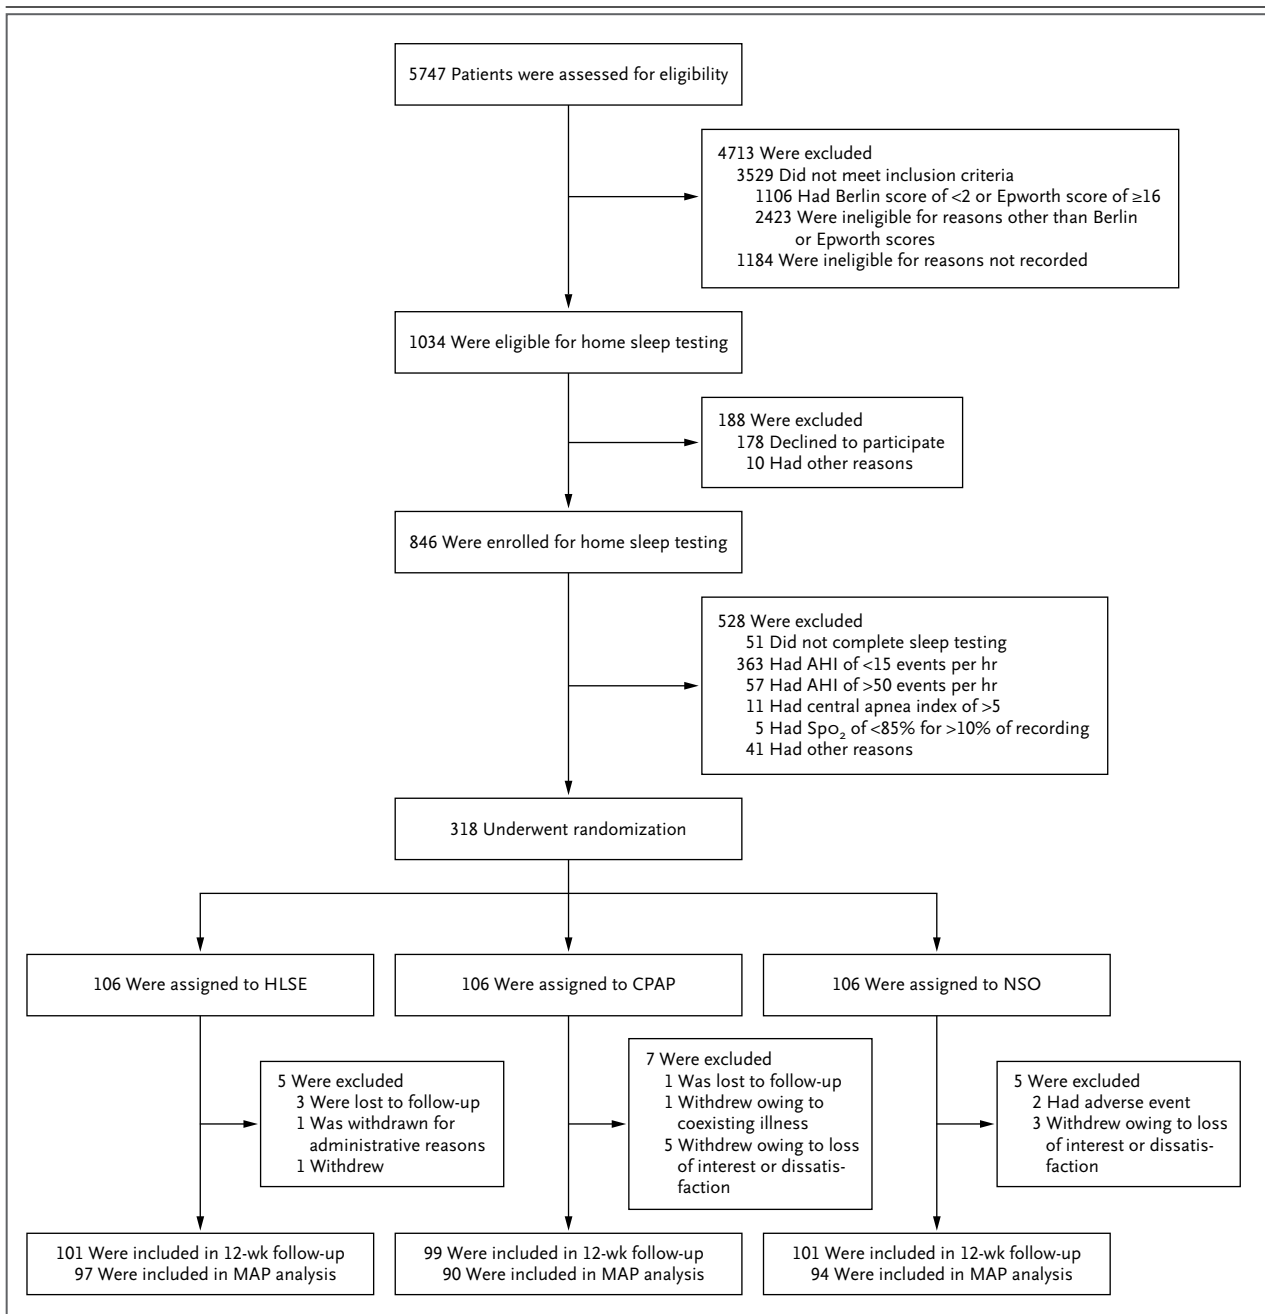 5747 Patients were assessed for eligibility
4713 Were excluded
3529 Did not meet inclusion criteria
1106 Had Berlin score of <2 or Epworth score of ≥16
2423 Were ineligible for reasons other than Berlin
or Epworth scores
1184 Were ineligible for reasons not recorded
1034 Were eligible for home sleep testing
188 Were excluded
178 Declined to participate
10 Had other reasons
846 Were enrolled for home sleep testing
528 Were excluded
51 Did not complete sleep testing
363 Had AHI of <15 events per hr
57 Had AHI of >50 events per hr
11 Had central apnea index of >5
5 Had Spo₂ of <85% for >10% of recording
41 Had other reasons
318 Underwent randomization
106 Were assigned to HLSE
106 Were assigned to CPAP
106 Were assigned to NSO
5 Were excluded
3 Were lost to follow-up
1 Was withdrawn for
administrative reasons
1 Withdrew
7 Were excluded
1 Was lost to follow-up
1 Withdrew owing to
coexisting illness
5 Withdrew owing to loss
of interest or dissatis-
faction
5 Were excluded
2 Had adverse event
3 Withdrew owing to loss
of interest or dissatis-
faction
101 Were included in 12-wk follow-up
97 Were included in MAP analysis
99 Were included in 12-wk follow-up
90 Were included in MAP analysis
101 Were included in 12-wk follow-up
94 Were included in MAP analysis